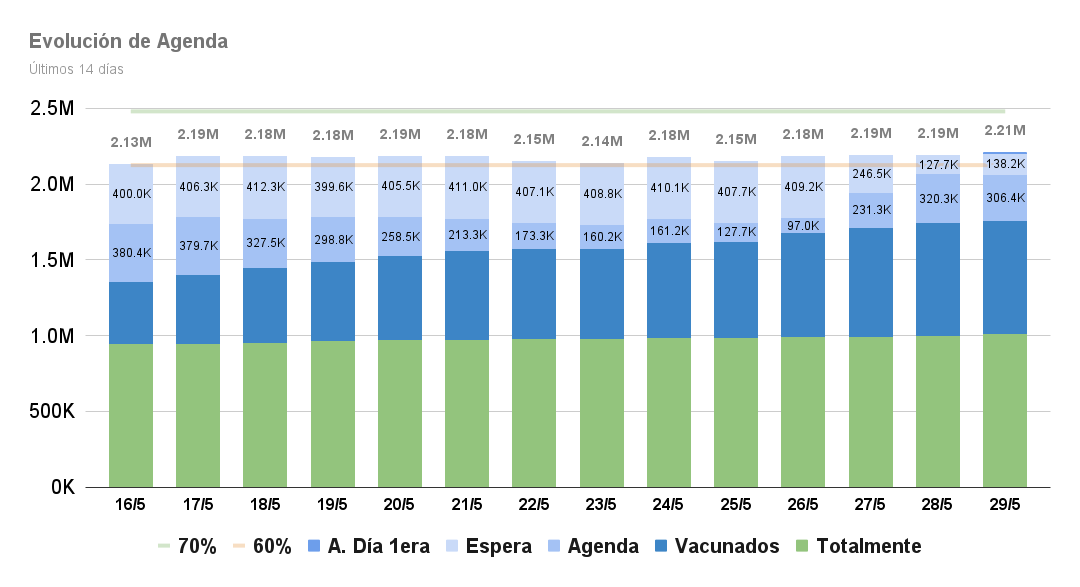 Evolución de Agenda
Últimos 14 días
2.5M
2.13M 2.19M 2.18M 2.18M 2.19M 2.18M 2.15M 2.14M 2.18M 2.15M 2.18M 2.19M 2.19M 2.21M
2.0M
400.0K 406.3K 412.3K 399.6K 405.5K 411.0K 407.1K 408.8K 410.1K 407.7K 409.2K 246.5K 127.7K 138.2K
380.4K 379.7K 327.5K 298.8K 258.5K 213.3K 173.3K 160.2K 161.2K 127.7K 97.0K 231.3K 320.3K 306.4K
1.5M
1.0M
500K
0K
16/5 17/5 18/5 19/5 20/5 21/5 22/5 23/5 24/5 25/5 26/5 27/5 28/5 29/5
70% 60% A. Día 1era Espera Agenda Vacunados Totalmente